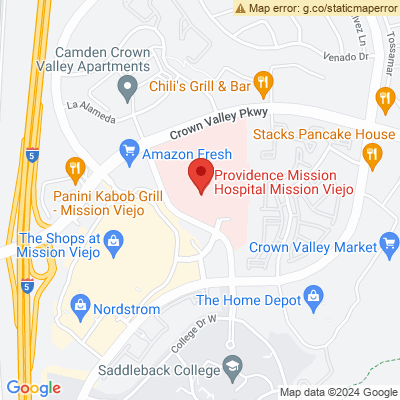 Map error: g.co/staticmaperror
Camden Crown
Valley Apartments
Venado Dr
Tossamar
La Alameda
Chili's Grill & Bar
Crown Valley Pkwy
Stacks Pancake House
5
Amazon Fresh
Panini Kabob Grill
- Mission Viejo
Providence Mission
Hospital Mission Viejo
The Shops at
Mission Viejo
Crown Valley Market
5
Nordstrom
The Home Depot
College Dr W
Saddleback College
Google
Map data ©2024 Google